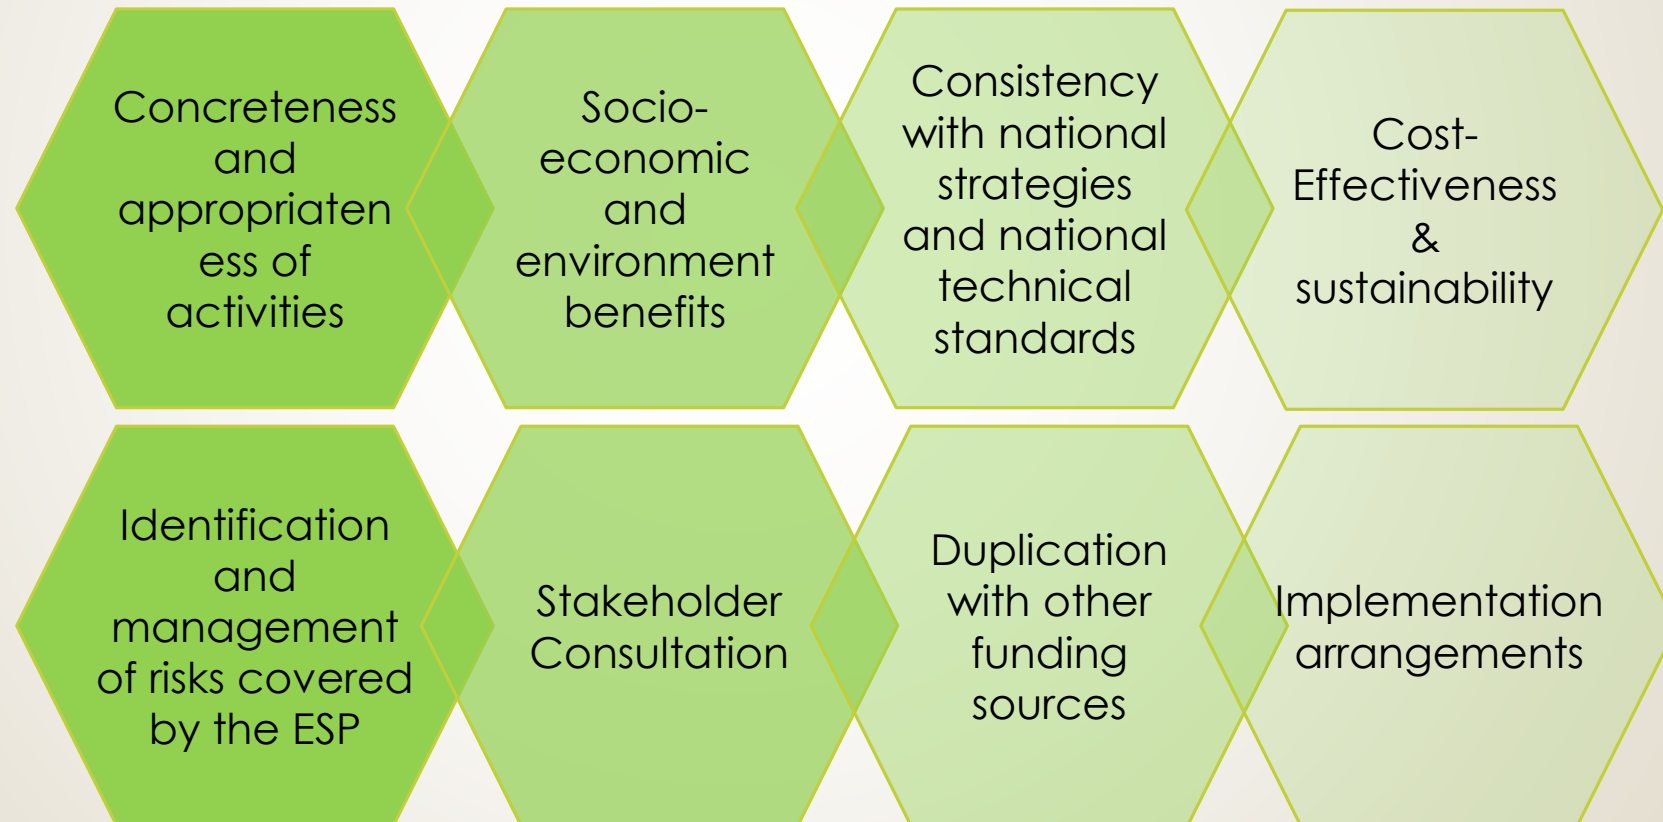 Concreteness
and
appropriaten
ess of
activities
Socio-
economic
and
environment
benefits
Consistency
with national
strategies
and national
technical
standards
Cost-
Effectiveness
&
sustainability
Identification
and
management
of risks covered
by the ESP
Stakeholder
Consultation
Duplication
with other
funding
sources
Implementation
arrangements